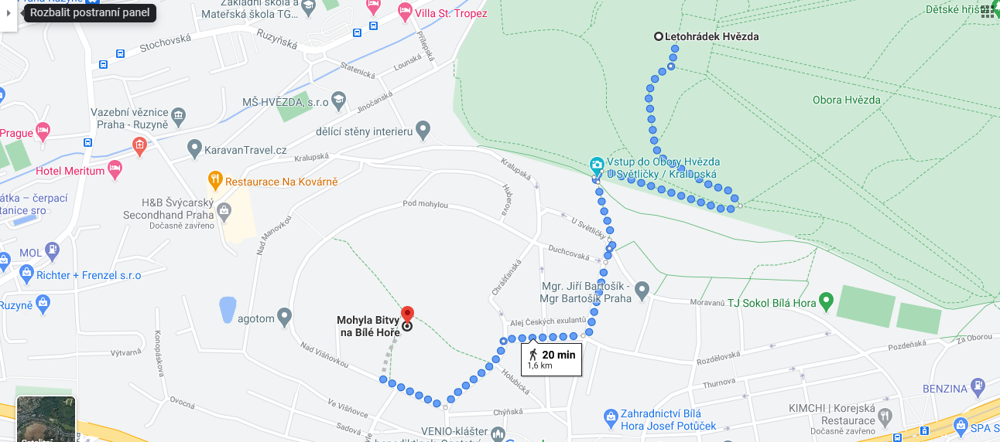 Praha Ruzyně
Rozbalit postranní panel
Základní škola a
Mateřská škola TG...
Villa St. Tropez
Dětské hřiš
Stochovská
Ruzyňská
Přílepská
Lounská
Statenická
Letohrádek Hvězda
MŠ HVĚZDA, s.r.o
Jinočanská
Obora Hvězda
Vazební věznice
Praha - Ruzyně
dělící stěny interieru
Prague
KaravanTravel.cz
Kralupská
Kralupská
Hotel Meritum
Vstup do Obory Hvězda
U Světličky / Kralupská
Restaurace Na Kovárně
Huberova
átka – čerpací
tanice sro
H&B Švýcarský
Secondhand Praha
Dočasně zavřeno
Pod mohylou
U Světličky
Nad Manovkou
MOL
Duchcovská
Richter + Frenzel s.r.o
Chrášťanská
Mgr. Jiří Bartošík -
Mgr Bartošík Praha
Ruzyně
Moravanů
TJ Sokol Bílá Hora
agotom
Mohyla Bitvy
na Bílé Hoře
Alej Českých exulantů
Konopáskova
Výtvarná
Nad Višňovkou
20 min
1,6 km
Rozdělovská
Pedenčická
Za Oborou
Holubická
Thurnova
BENZINA
Ovocná
Ve Višňovce
Sadová
Chýňská
Zahradnictví Bílá
Hora Josef Potůček
KIMCHI | Korejská
Restaurace
Dočasně zavřeno
VENIO-klášter
SPA S